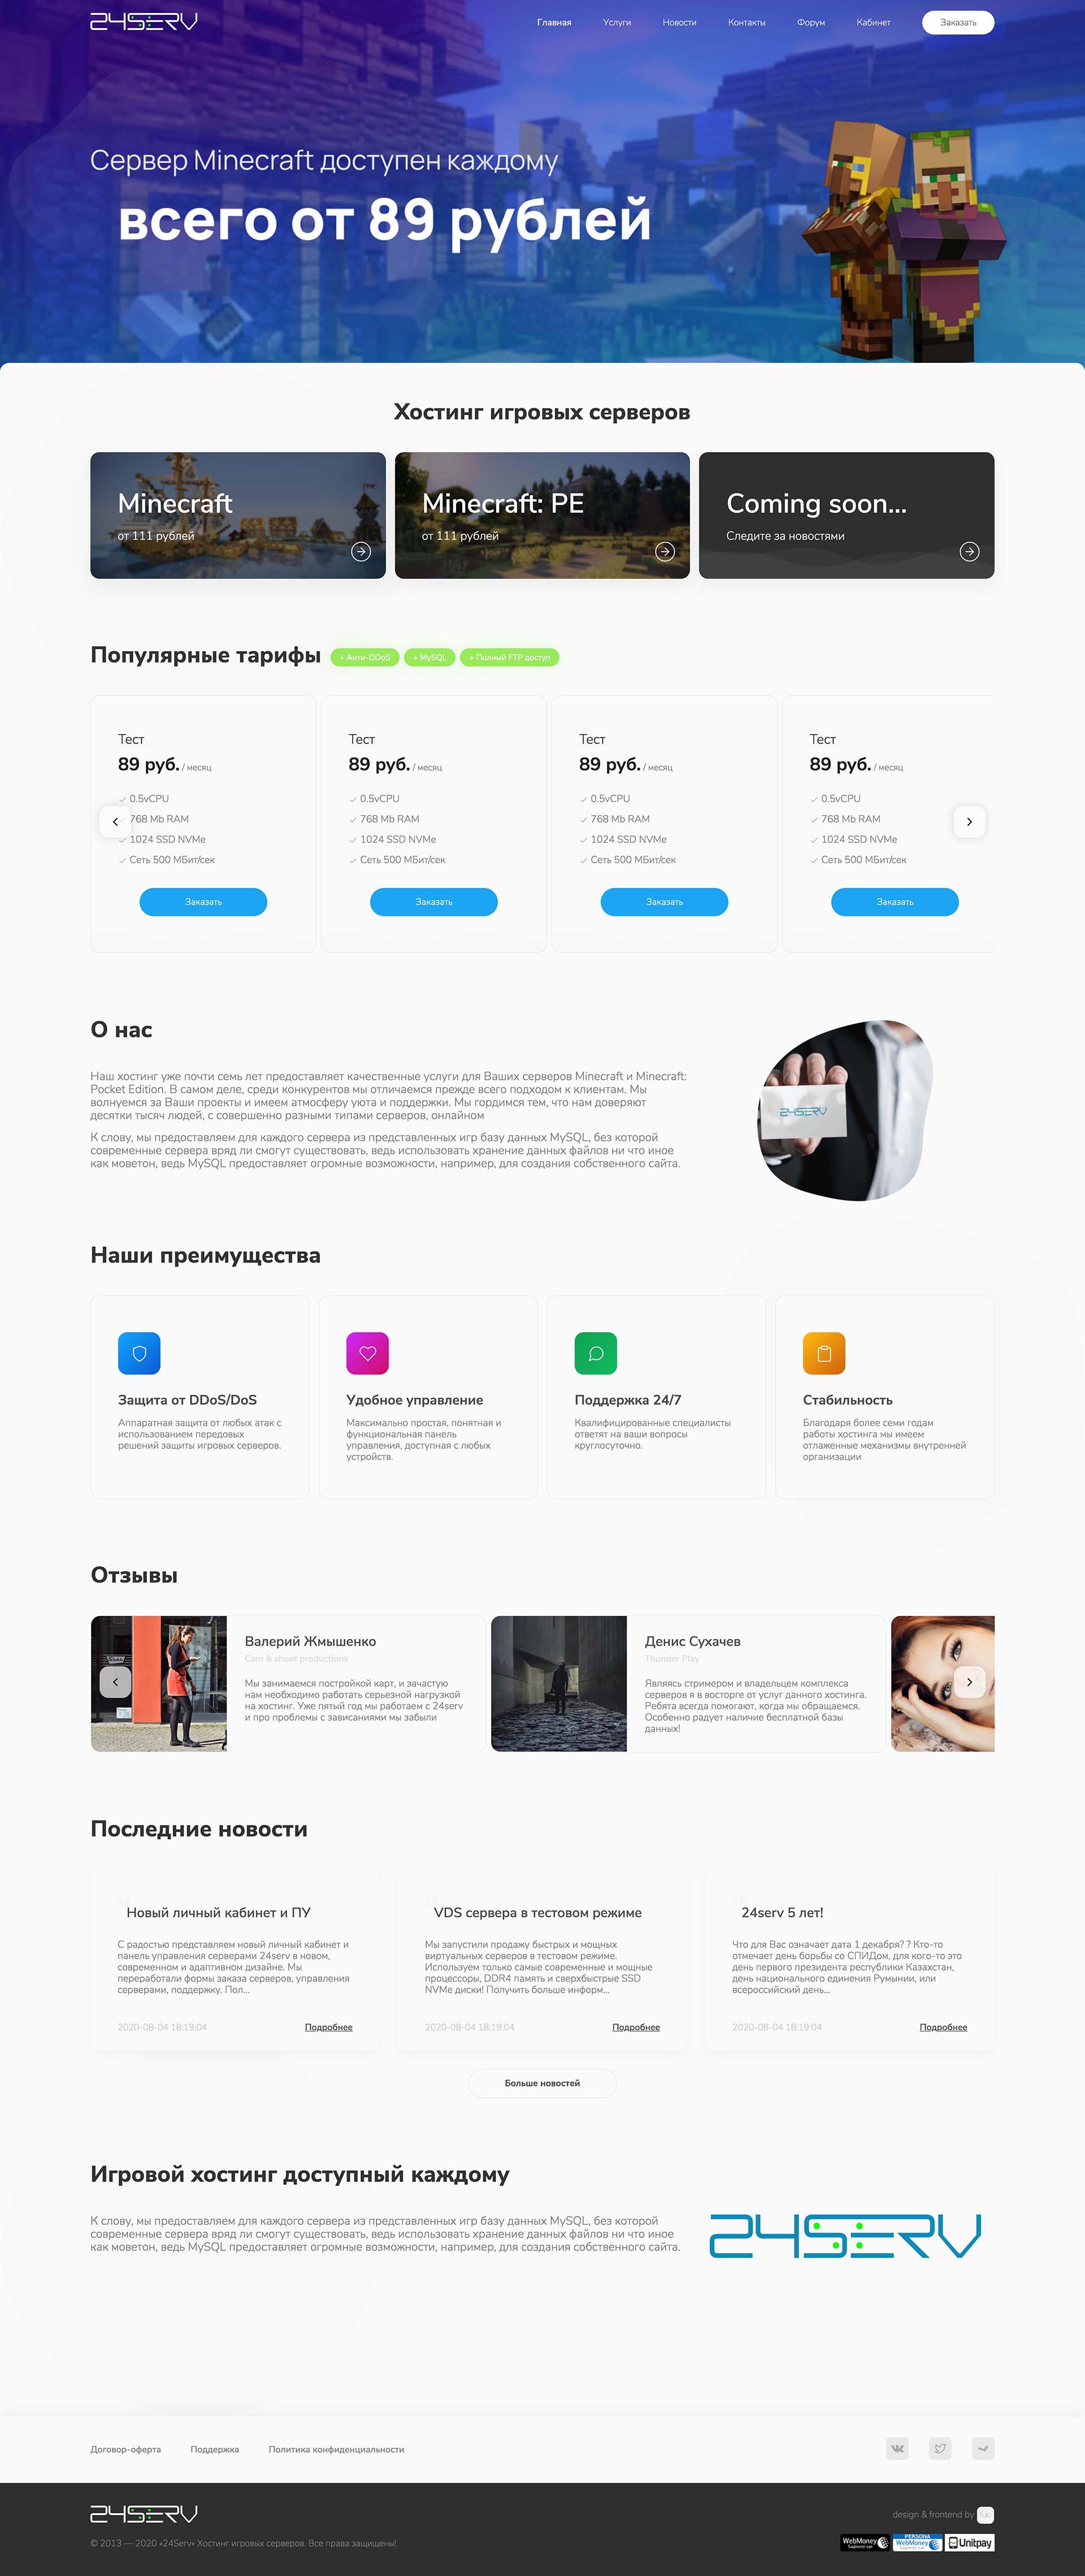 24SERV
Главная Услуги Новости Контакты Форум Кабинет Заказать
Сервер Minecraft доступен каждому
всего от 89 рублей
Хостинг игровых серверов
Minecraft
от 111 рублей
Minecraft: PE
от 111 рублей
Coming soon...
Следите за новостями
Популярные тарифы + Анти-DDoS + MySQL + Полный FTP доступ
Тест
89 руб. / месяц
0.5vCPU
768 Mb RAM
1024 SSD NVMe
Сеть 500 МБит/сек
Заказать
Тест
89 руб. / месяц
0.5vCPU
768 Mb RAM
1024 SSD NVMe
Сеть 500 МБит/сек
Заказать
Тест
89 руб. / месяц
0.5vCPU
768 Mb RAM
1024 SSD NVMe
Сеть 500 МБит/сек
Заказать
Тест
89 руб. / месяц
0.5vCPU
768 Mb RAM
1024 SSD NVMe
Сеть 500 МБит/сек
Заказать
О нас
Наш хостинг уже почти семь лет предоставляет качественные услуги для Ваших серверов Minecraft и Minecraft:
Pocket Edition. В самом деле, среди конкурентов мы отличаемся прежде всего подходом к клиентам. Мы
волнуемся за Ваши проекты и имеем атмосферу уюта и поддержки. Мы гордимся тем, что нам доверяют
десятки тысяч людей, с совершенно разными типами серверов, онлайном
К слову, мы предоставляем для каждого сервера из представленных игр базу данных MySQL, без которой
современные сервера вряд ли смогут существовать, ведь использовать хранение данных файлов ни что иное
как моветон, ведь MySQL предоставляет огромные возможности, например, для создания собственного сайта.
24SERV
Наши преимущества
Защита от DDoS/DoS
Аппаратная защита от любых атак с
использованием передовых
решений защиты игровых серверов.
Удобное управление
Максимально простая, понятная и
функциональная панель
управления, доступная с любых
устройств.
Поддержка 24/7
Квалифицированные специалисты
ответят на ваши вопросы
круглосуточно.
Стабильность
Благодаря более семи годам
работы хостинга мы имеем
отлаженные механизмы внутренней
организации
Отзывы
Валерий Жмышенко
Cam & shoot productions
Мы занимаемся постройкой карт, и зачастую
нам необходимо работать серьезной нагрузкой
на хостинг. Уже пятый год мы работаем с 24serv
и про проблемы с зависаниями мы забыли
Денис Сухачев
Thunder Play
Являясь стримером и владельцем комплекса
серверов я в восторге от услуг данного хостинга.
Ребята всегда помогают, когда мы обращаемся.
Особенно радует наличие бесплатной базы
данных!
Последние новости
Новый личный кабинет и ПУ
С радостью представляем новый личный кабинет и
панель управления серверами 24serv в новом,
современном и адаптивном дизайне. Мы
переработали формы заказа серверов, управления
серверами, поддержку. Пол...
2020-08-04 18:19:04 Подробнее
VDS сервера в тестовом режиме
Мы запустили продажу быстрых и мощных
виртуальных серверов в тестовом режиме.
Используем только самые современные и мощные
процессоры, DDR4 память и сверхбыстрые SSD
NVMe диски! Получить больше информ...
2020-08-04 18:19:04 Подробнее
24serv 5 лет!
Что для Вас означает дата 1 декабря? ? Кто-то
отмечает день борьбы со СПИДом, для кого-то это
день первого президента республики Казахстан,
день национального единения Румынии, или
всероссийский день...
2020-08-04 18:19:04 Подробнее
Больше новостей
Игровой хостинг доступный каждому
К слову, мы предоставляем для каждого сервера из представленных игр базу данных MySQL, без которой
современные сервера вряд ли смогут существовать, ведь использовать хранение данных файлов ни что иное
как моветон, ведь MySQL предоставляет огромные возможности, например, для создания собственного сайта.
24SERV
Договор-оферта Поддержка Политика конфиденциальности
24SERV
design & frontend by
© 2013 — 2020 «24Serv» Хостинг игровых серверов. Все права защищены!
WebMoney
PERSONA
WebMoney
Unitpay